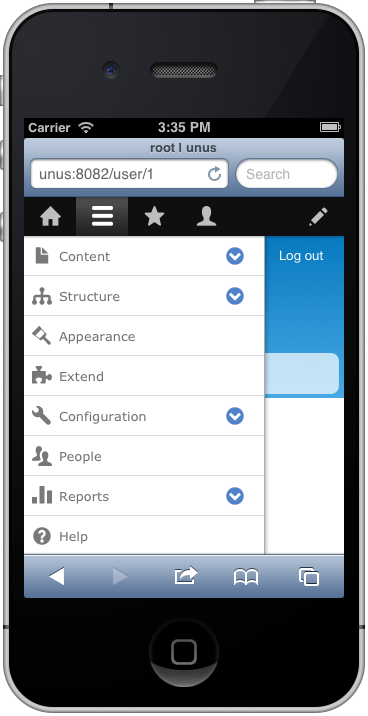 Carrier 3:35 PM
root | unus
unus:8082/user/1 Search
Content
Log out
Structure
Appearance
Extend
Configuration
People
Reports
Help